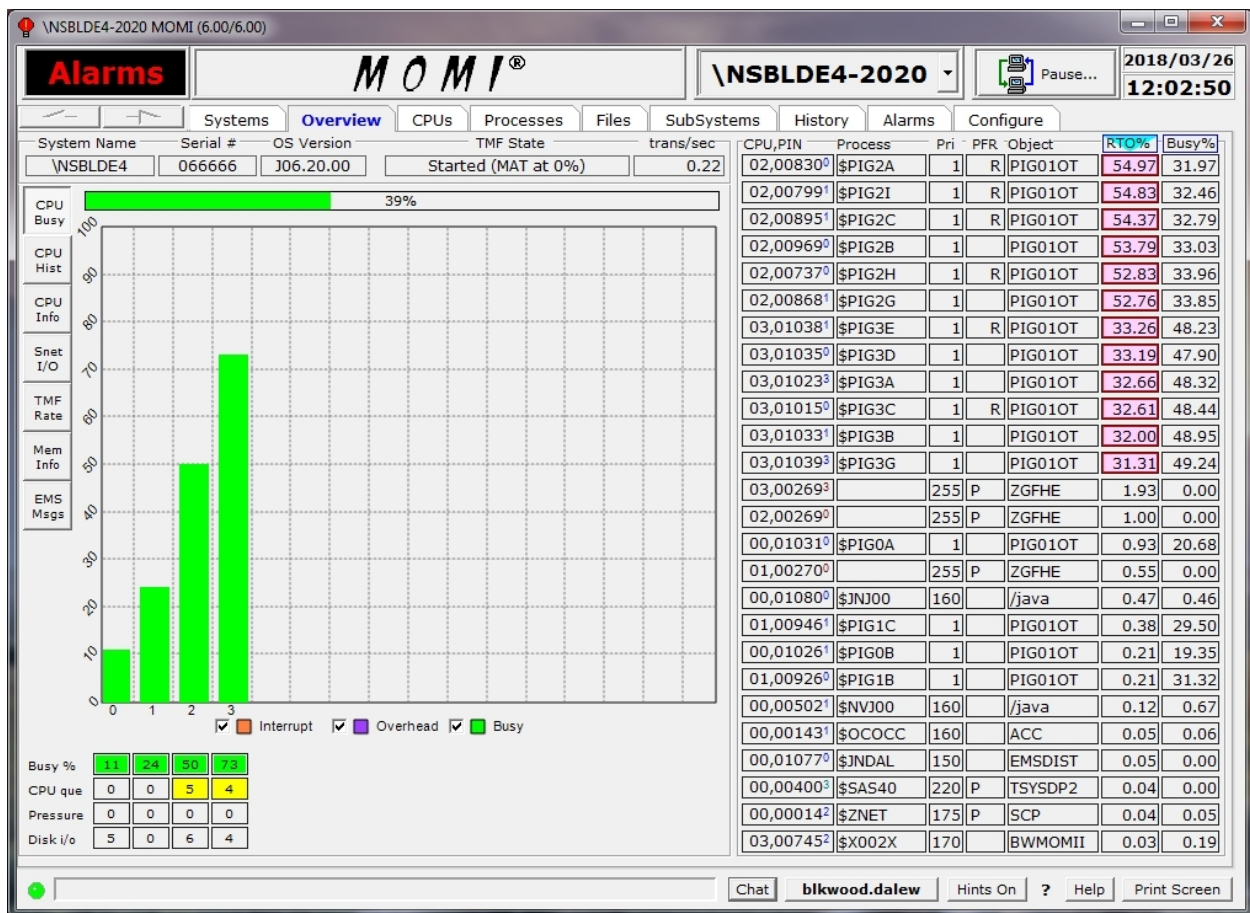 \NSBLDE4-2020 MOMI (6.00/6.00)
Alarms
MOMI®
\NSBLDE4-2020
Pause...
2018/03/26
12:02:50
Systems Overview CPUs Processes Files SubSystems History Alarms Configure
System Name Serial # OS Version TMF State trans/sec
\NSBLDE4 066666 J06.20.00 Started (MAT at 0%) 0.22
CPU Busy
CPU Hist
CPU Info
Snet I/O
TMF Rate
Mem Info
EMS Msgs
39%
100
90
80
70
60
50
40
30
20
10
0
0 1 2 3
Interrupt Overhead Busy
Busy % 11 24 50 73
CPU que 0 0 5 4
Pressure 0 0 0 0
Disk i/o 5 0 6 4
CPU,PIN Process Pri PFR Object RTO% Busy%
02,00830⁰ $PIG2A 1 R PIG01OT 54.97 31.97
02,00799¹ $PIG2I 1 R PIG01OT 54.83 32.46
02,00895¹ $PIG2C 1 R PIG01OT 54.37 32.79
02,00969⁰ $PIG2B 1 PIG01OT 53.79 33.03
02,00737⁰ $PIG2H 1 R PIG01OT 52.83 33.96
02,00868¹ $PIG2G 1 PIG01OT 52.76 33.85
03,01038¹ $PIG3E 1 R PIG01OT 33.26 48.23
03,01035⁰ $PIG3D 1 PIG01OT 33.19 47.90
03,01023³ $PIG3A 1 PIG01OT 32.66 48.32
03,01015⁰ $PIG3C 1 R PIG01OT 32.61 48.44
03,01033¹ $PIG3B 1 PIG01OT 32.00 48.95
03,01039³ $PIG3G 1 PIG01OT 31.31 49.24
03,00269³ 255 P ZGFHE 1.93 0.00
02,00269⁰ 255 P ZGFHE 1.00 0.00
00,01031⁰ $PIG0A 1 PIG01OT 0.93 20.68
01,00270⁰ 255 P ZGFHE 0.55 0.00
00,01080⁰ $JNJ00 160 /java 0.47 0.46
01,00946¹ $PIG1C 1 PIG01OT 0.38 29.50
00,01026¹ $PIG0B 1 PIG01OT 0.21 19.35
01,00926⁰ $PIG1B 1 PIG01OT 0.21 31.32
00,00502¹ $NVJ00 160 /java 0.12 0.67
00,00143¹ $OCOCC 160 ACC 0.05 0.06
00,01077⁰ $JNDAL 150 EMSDIST 0.05 0.00
00,00400³ $SAS40 220 P TSYSDP2 0.04 0.00
00,00014² $ZNET 175 P SCP 0.04 0.05
03,00745² $X002X 170 BWMOMII 0.03 0.19
Chat blkwood.dalew Hints On ? Help Print Screen